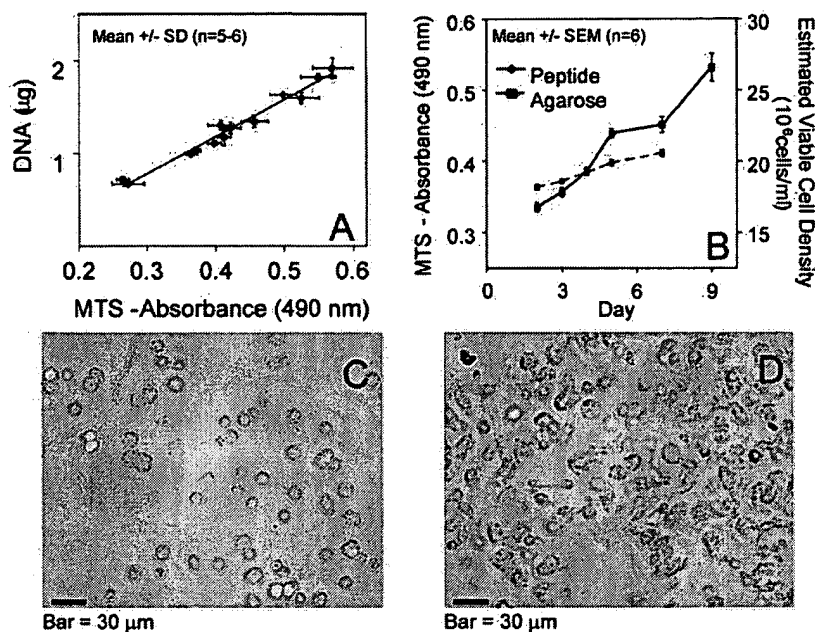 Mean +/- SD (n=5-6)
DNA (µg)
2
1
0.2 0.3 0.4 0.5 0.6
MTS -Absorbance (490 nm)
A
Mean +/- SEM (n=6)
Peptide
Agarose
MTS - Absorbance (490 nm)
0.6
0.5
0.4
0.3
0 3 6 9
Day
30
25
20
15
Estimated Viable Cell Density
(10⁶cells/ml)
B
C
Bar = 30 µm
D
Bar = 30 µm